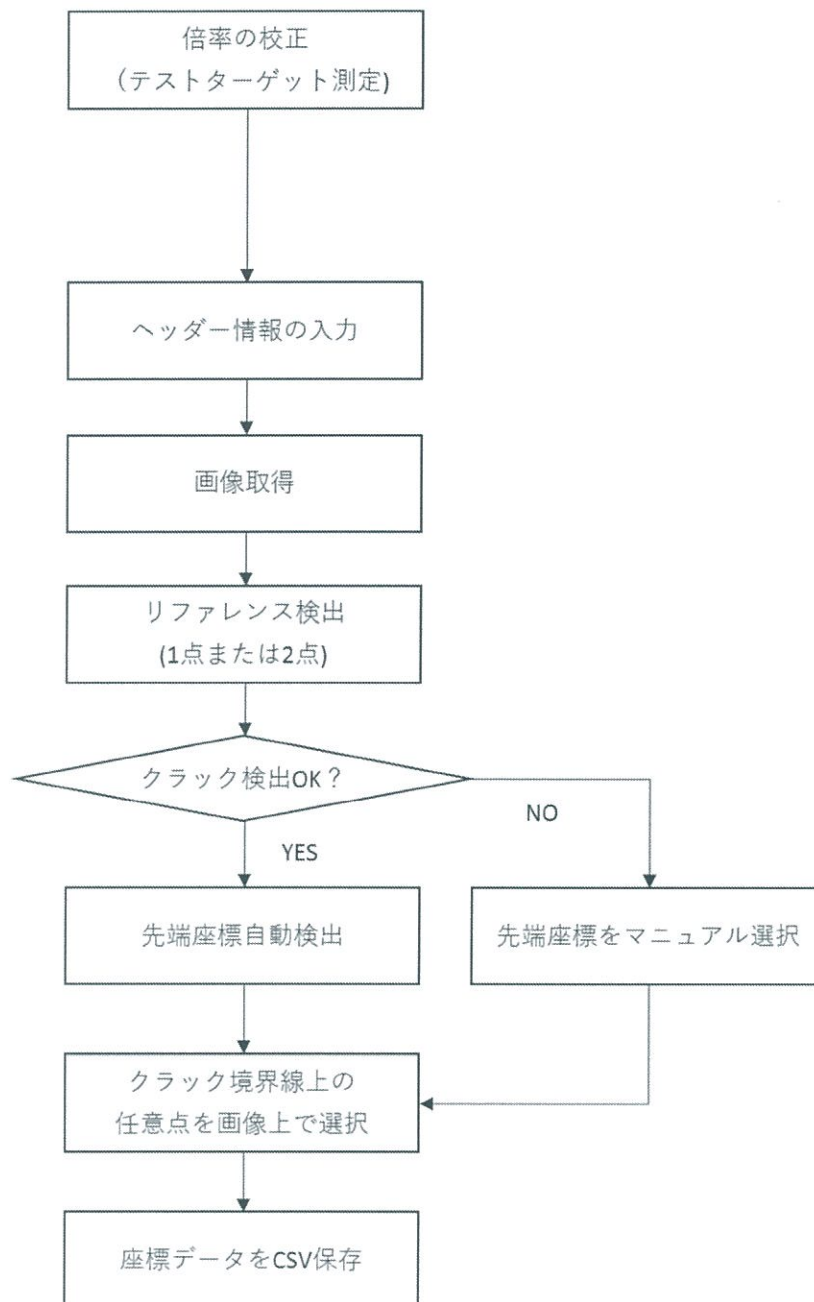 倍率の校正
（テストターゲット測定)
ヘッダー情報の入力
画像取得
リファレンス検出
(1点または2点)
クラック検出OK？
NO
YES
先端座標自動検出
先端座標をマニュアル選択
クラック境界線上の
任意点を画像上で選択
座標データをCSV保存